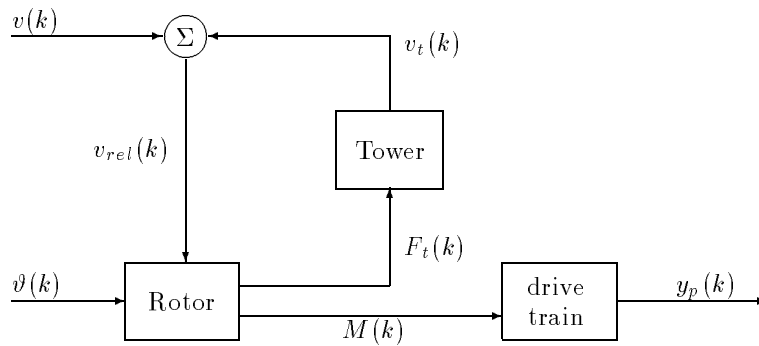 v(k)
Σ
v_t(k)
v_rel(k)
Tower
F_t(k)
ϑ(k)
Rotor
drive
train
y_p(k)
M(k)